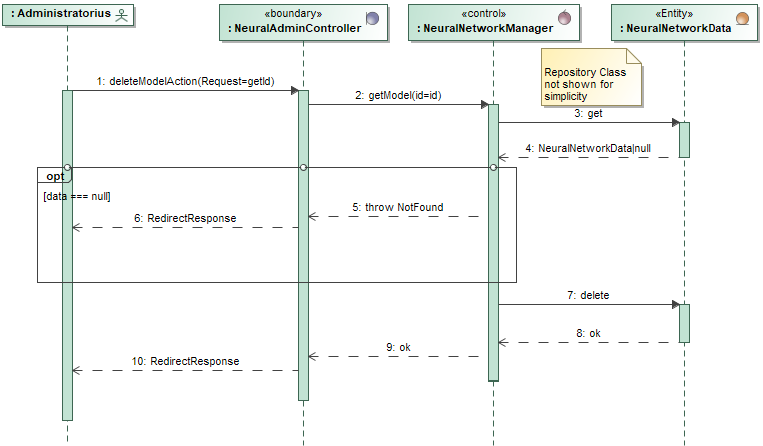 : Administratorius
«boundary»
: NeuralAdminController
«control»
: NeuralNetworkManager
«Entity»
: NeuralNetworkData
Repository Class
not shown for
simplicity
1: deleteModelAction(Request=getId)
2: getModel(id=id)
3: get
4: NeuralNetworkData|null
opt
[data === null]
5: throw NotFound
6: RedirectResponse
7: delete
8: ok
9: ok
10: RedirectResponse